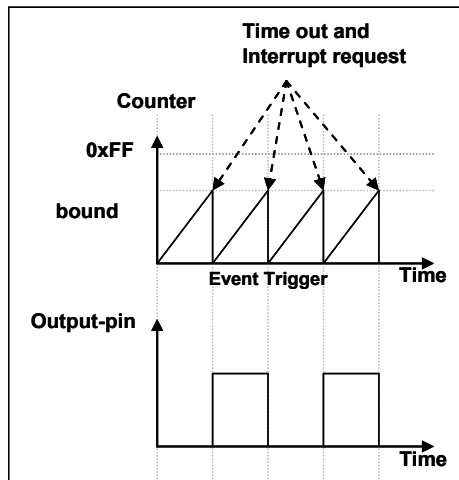 Time out and
Interrupt request
Counter
0xFF
bound
Event Trigger
Time
Output-pin
Time